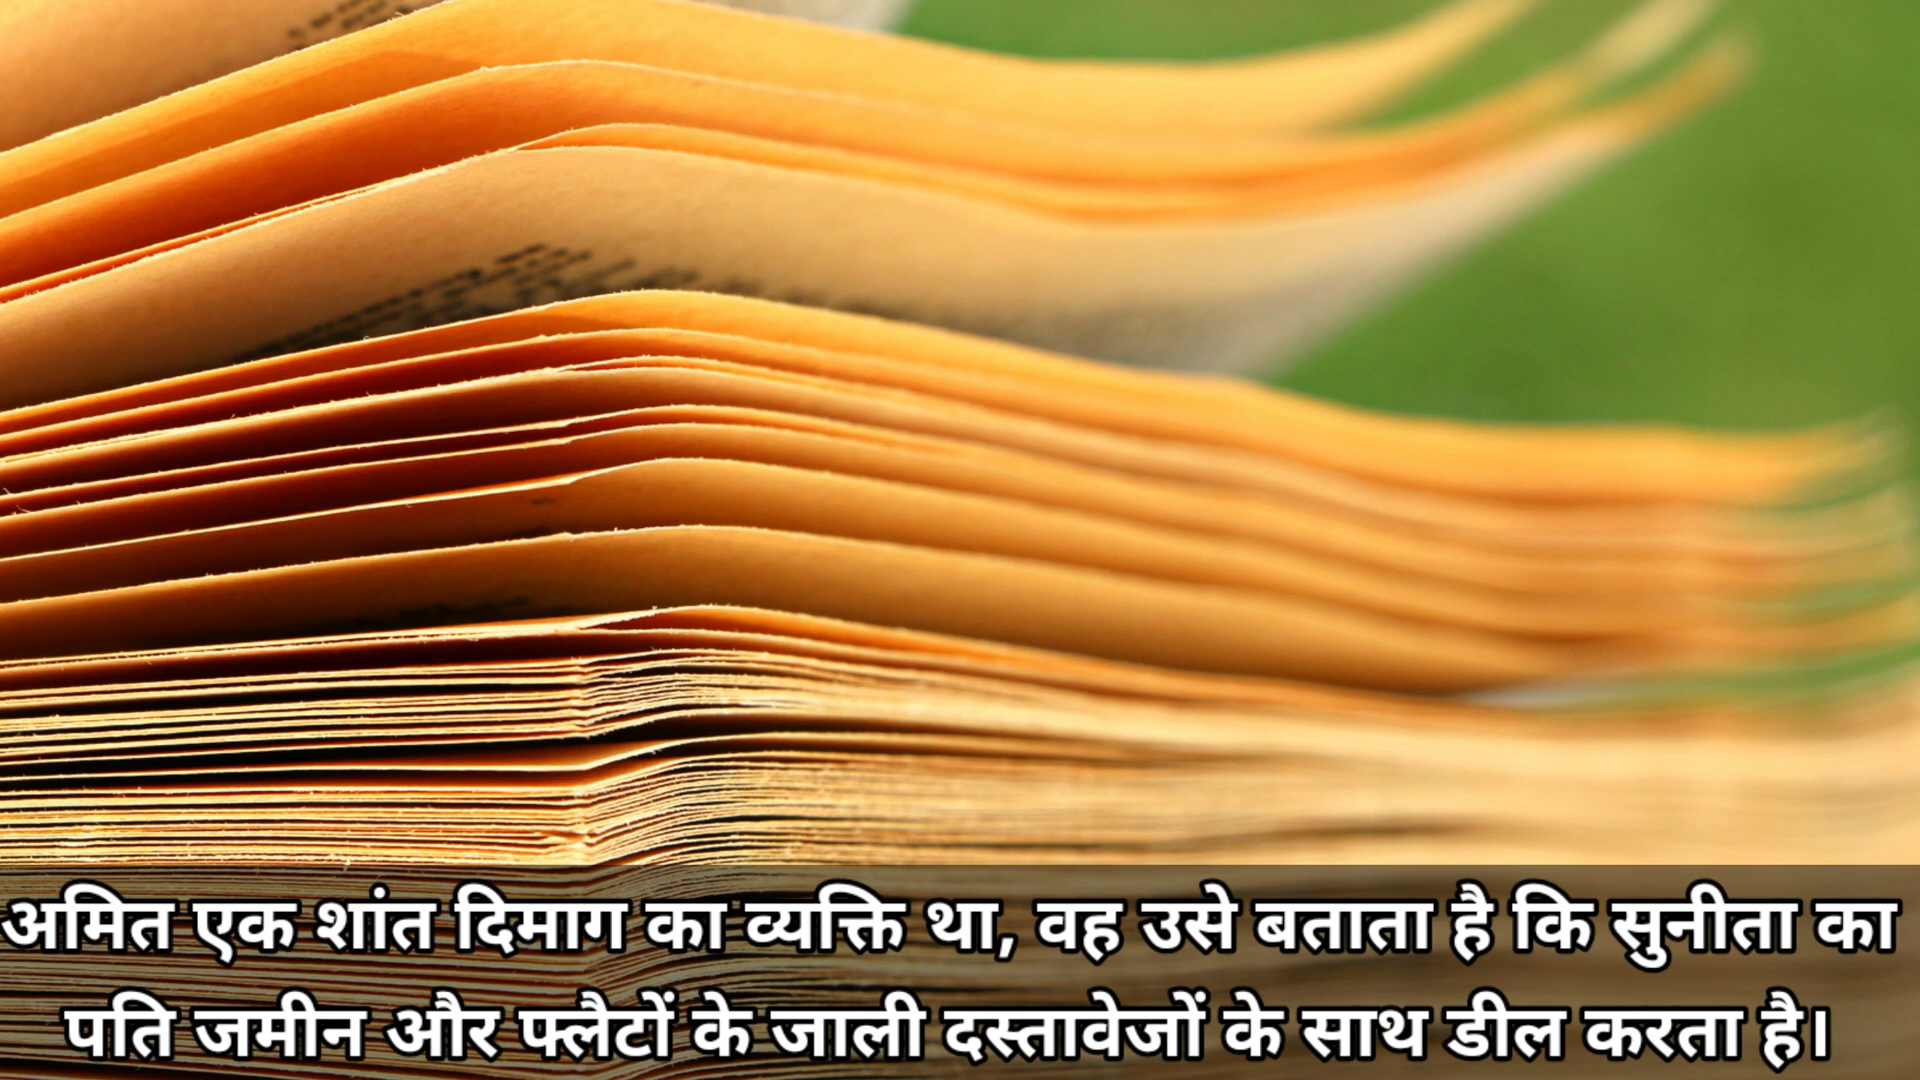 अमित एक शांत दिमाग का व्यक्ति था, वह उसे बताता है कि सुनीता का
पति जमीन और फ्लैटों के जाली दस्तावेजों के साथ डील करता है।